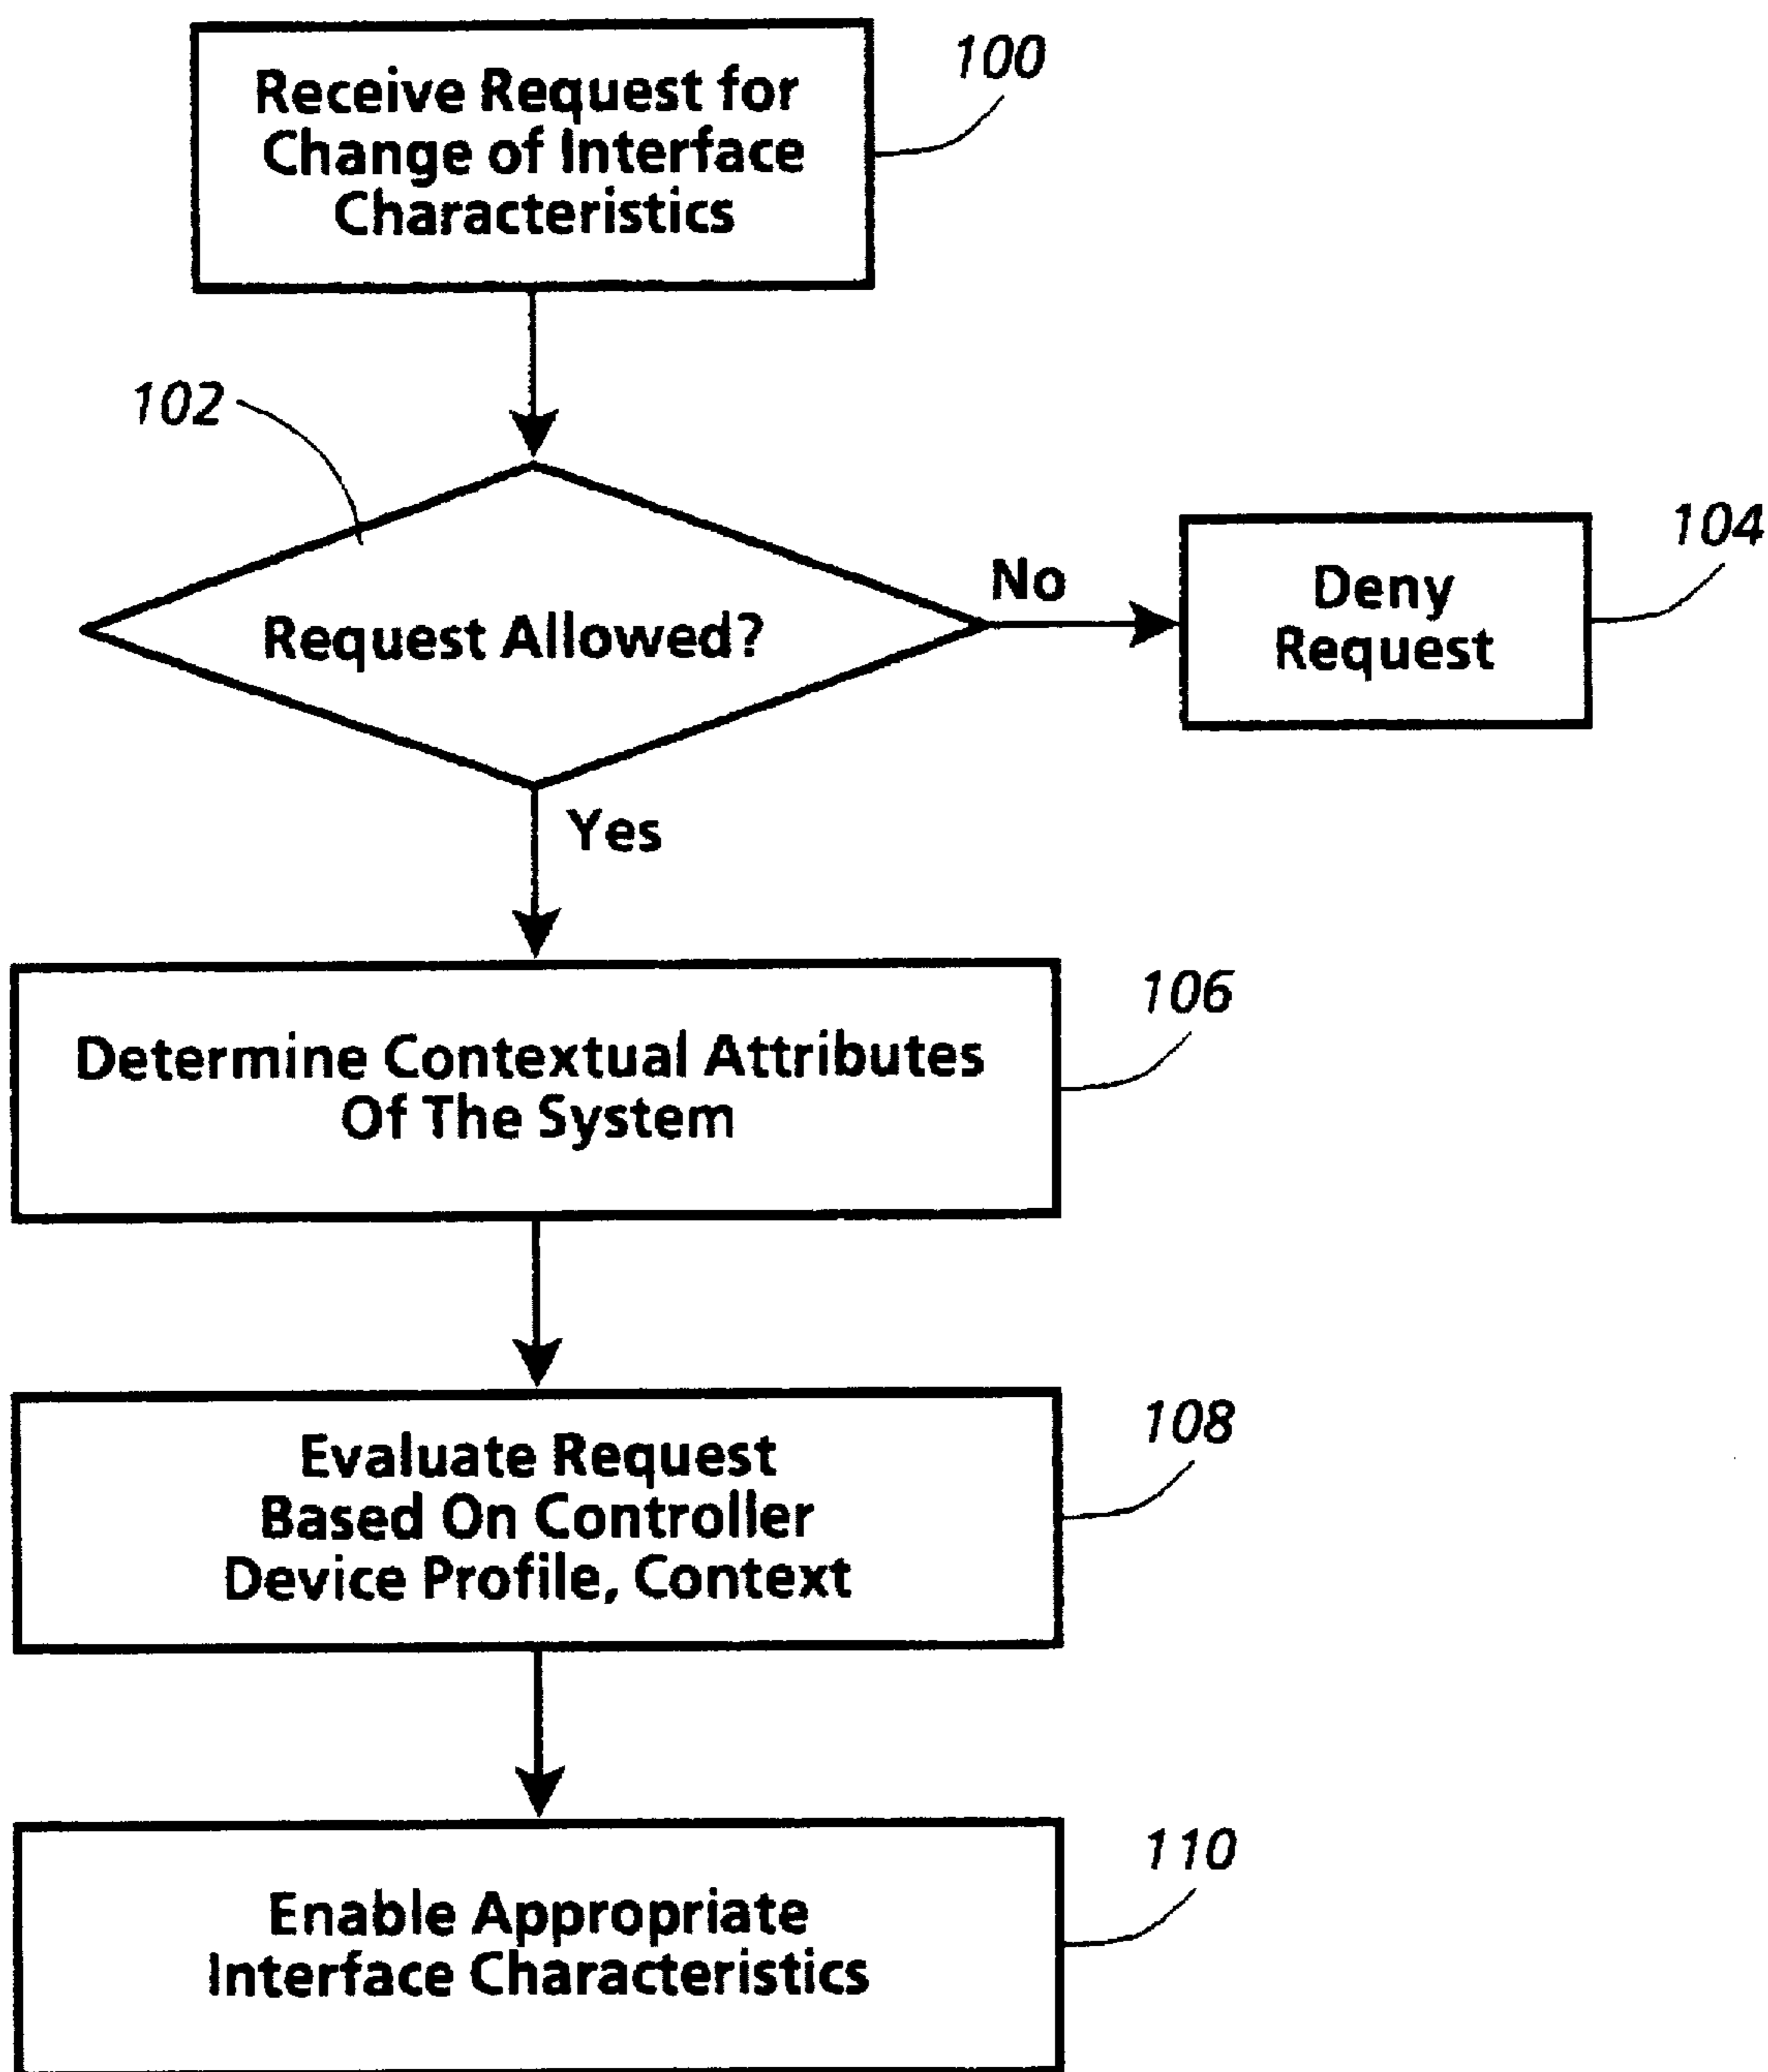 Receive Request for
Change of Interface
Characteristics
100
102
Request Allowed?
No
Deny
Request
104
Yes
Determine Contextual Attributes
Of The System
106
Evaluate Request
Based On Controller
Device Profile, Context
108
Enable Appropriate
Interface Characteristics
110